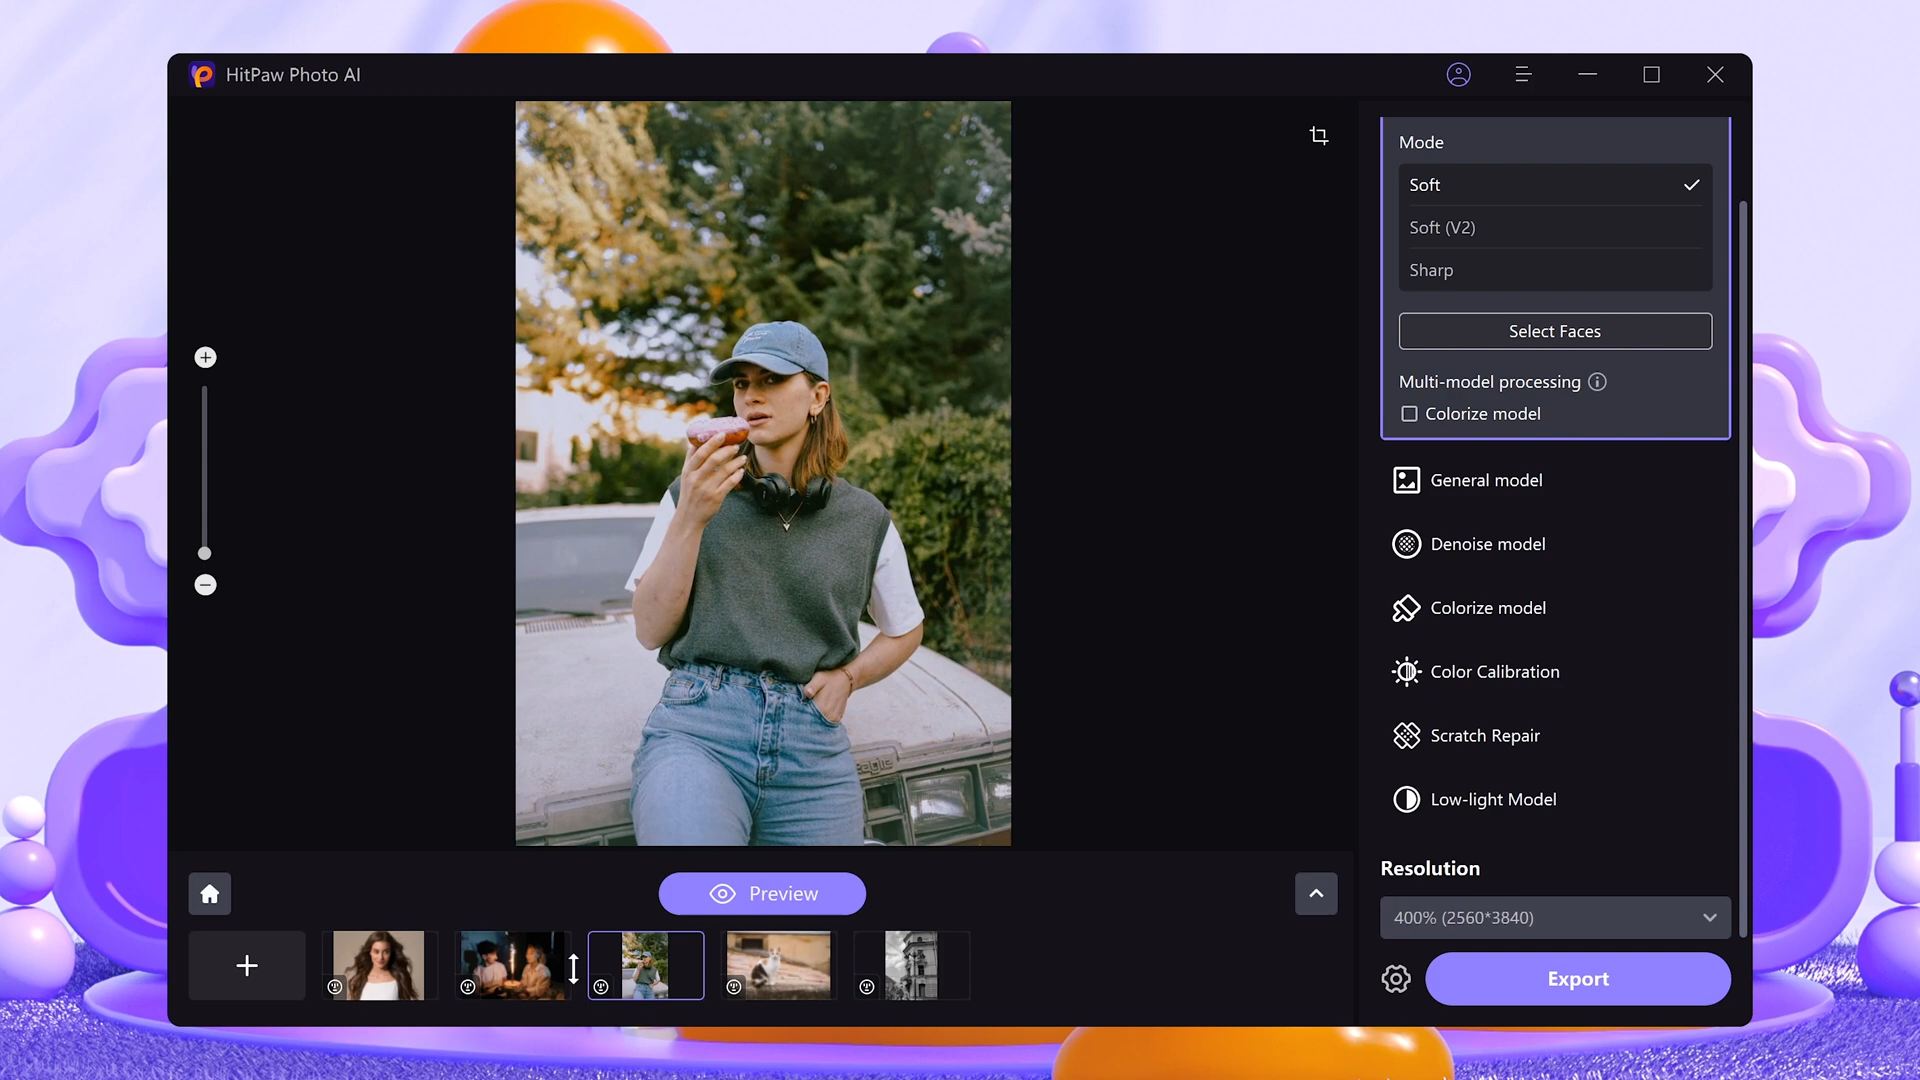 HitPaw Photo AI
Mode
Soft
Soft (V2)
Sharp
Select Faces
Multi-model processing
Colorize model
General model
Denoise model
Colorize model
Color Calibration
Scratch Repair
Low-light Model
Resolution
400% (2560*3840)
Preview
Export
eagle